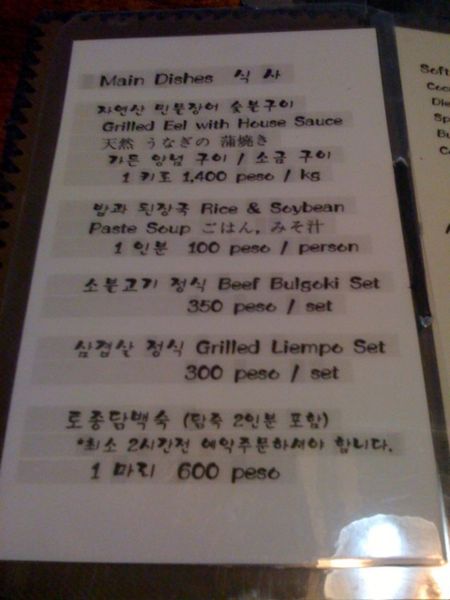 Main Dishes 식 사
자연산 민물장어 숯불구이
Grilled Eel with House Sauce
天然 うなぎの 蒲焼き
가든 양념 구이 / 소금 구이
1 키로 1,400 peso / kg
밥과 된장국 Rice & Soybean
Paste Soup ごはん, みそ汁
1 인분 100 peso / person
소불고기 정식 Beef Bulgoki Set
350 peso / set
삼겹살 정식 Grilled Liempo Set
300 peso / set
토종닭백숙 (닭죽 2인분 포함)
*최소 2시간전 예약주문하셔야 합니다.
1 마리 600 peso
Soft
Coc
Die
Sp